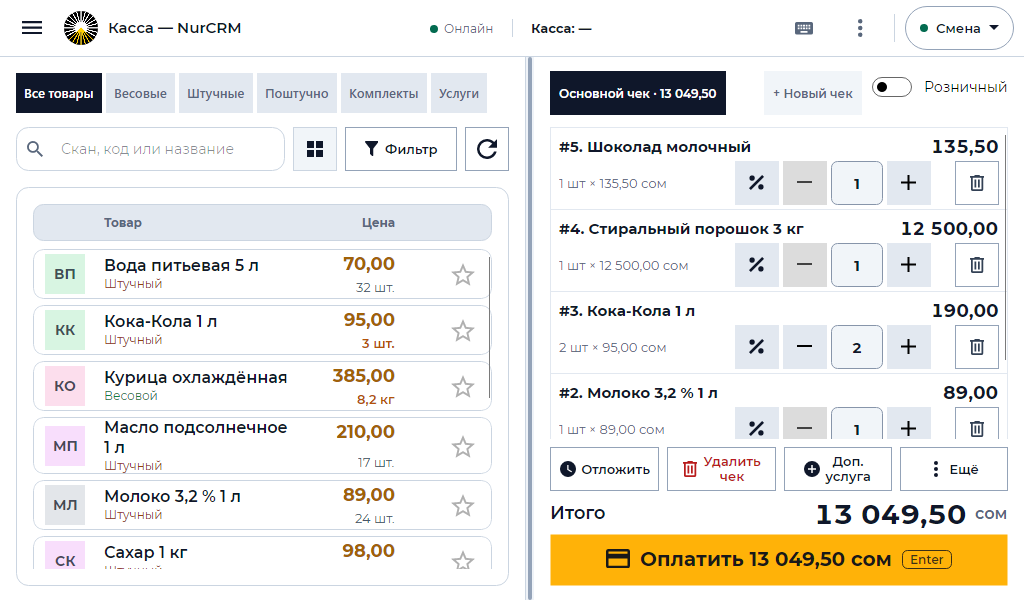 Касса — NurCRM
Онлайн
Касса: —
Смена
Все товары
Весовые
Штучные
Поштучно
Комплекты
Услуги
Скан, код или название
Фильтр
Товар
Цена
ВП
Вода питьевая 5 л
Штучный
70,00
32 шт.
КК
Кока-Кола 1 л
Штучный
95,00
3 шт.
КО
Курица охлаждённая
Весовой
385,00
8,2 кг
МП
Масло подсолнечное
1 л
Штучный
210,00
17 шт.
МЛ
Молоко 3,2 % 1 л
Штучный
89,00
24 шт.
СК
Сахар 1 кг
98,00
Основной чек · 13 049,50
+ Новый чек
Розничный
#5. Шоколад молочный
135,50
1 шт × 135,50 сом
1
#4. Стиральный порошок 3 кг
12 500,00
1 шт × 12 500,00 сом
1
#3. Кока-Кола 1 л
190,00
2 шт × 95,00 сом
2
#2. Молоко 3,2 % 1 л
89,00
1 шт × 89,00 сом
1
Отложить
Удалить
чек
Доп.
услуга
Ещё
Итого
13 049,50 сом
Оплатить 13 049,50 сом
Enter